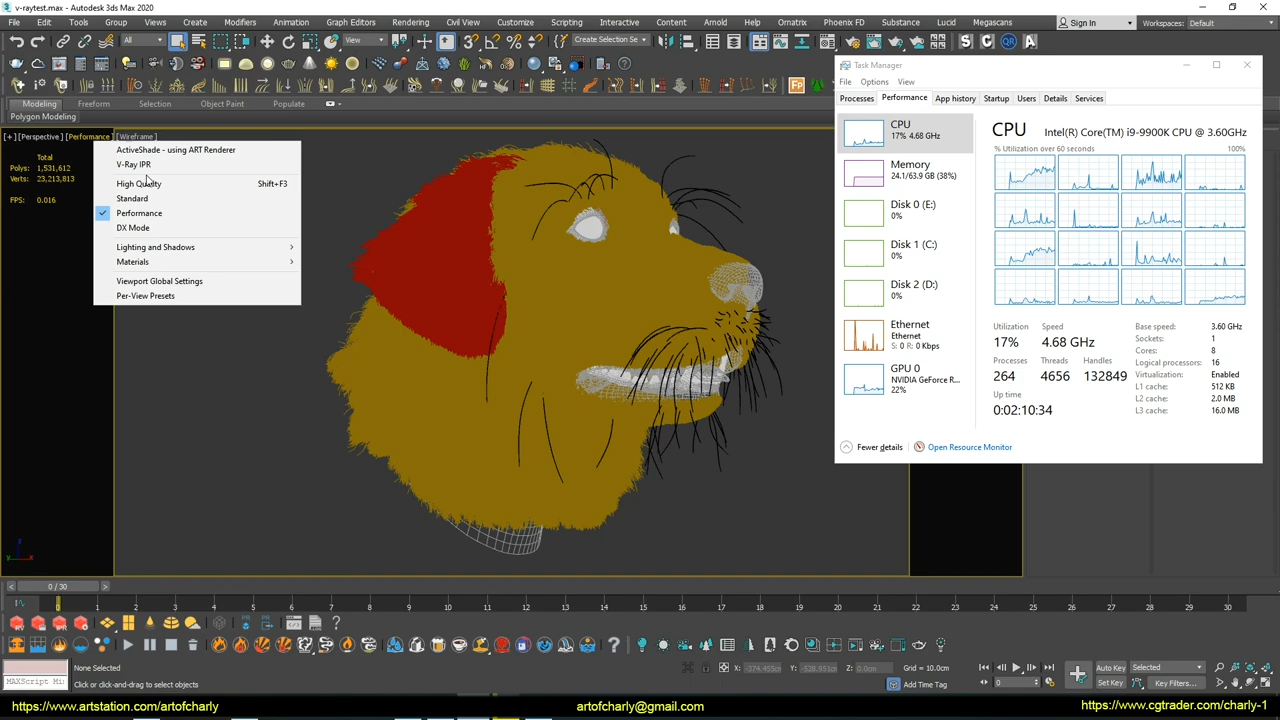 v-raytest.max - Autodesk 3ds Max 2020
File Edit Tools Group Views Create Modifiers Animation Graph Editors Rendering Civil View Customize Scripting Interactive Content Arnold Help Ornatrix Phoenix FD Substance Lucid Megascans Sign In Workspaces: Default
All View Create Selection Se
Modeling Freeform Selection Object Paint Populate
Polygon Modeling
[+] [Perspective] [Performance] [Wireframe]
Total
Polys: 1,531,612
Verts: 23,213,813
FPS: 0.016
ActiveShade - using ART Renderer
V-Ray IPR
High Quality Shift+F3
Standard
Performance
DX Mode
Lighting and Shadows
Materials
Viewport Global Settings
Per-View Presets
Task Manager
File Options View
Processes Performance App history Startup Users Details Services
CPU
17% 4.68 GHz
Memory
24.1/63.9 GB (38%)
Disk 0 (E:)
0%
Disk 1 (C:)
0%
Disk 2 (D:)
0%
Ethernet
Ethernet
S: 0 R: 0 Kbps
GPU 0
NVIDIA GeForce R...
22%
CPU Intel(R) Core(TM) i9-9900K CPU @ 3.60GHz
% Utilization over 60 seconds 100%
Utilization Speed
17% 4.68 GHz
Processes Threads Handles
264 4656 132849
Up time
0:02:10:34
Base speed: 3.60 GHz
Sockets: 1
Cores: 8
Logical processors: 16
Virtualization: Enabled
L1 cache: 512 KB
L2 cache: 2.0 MB
L3 cache: 16.0 MB
Fewer details Open Resource Monitor
0 / 30
0 1 2 3 4 5 6 7 8 9 10 11 12 13 14 15 16 17 18 19 20 21 22 23 24 25 26 27 28 29 30
None Selected
Click or click-and-drag to select objects
MAXScript Mi
X: -374.455cm Y: -528.951cm Z: 0.0cm Grid = 10.0cm
Add Time Tag
0
Auto Key Selected
Set Key Key Filters...
https://www.artstation.com/artofcharly artofcharly@gmail.com https://www.cgtrader.com/charly-1